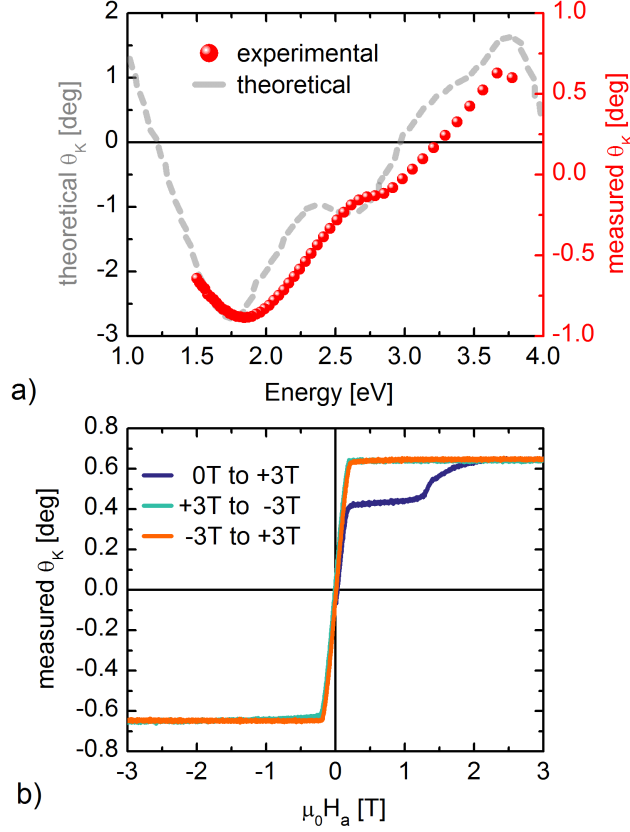 2
1
0
-1
-2
-3
theoretical θK [deg]
experimental
theoretical
1.0
0.5
0.0
-0.5
-1.0
measured θK [deg]
1.0 1.5 2.0 2.5 3.0 3.5 4.0
Energy [eV]
a)
0.8
0.6
0.4
0.2
0.0
-0.2
-0.4
-0.6
-0.8
measured θK [deg]
0T to +3T
+3T to -3T
-3T to +3T
-3 -2 -1 0 1 2 3
μ0Ha [T]
b)